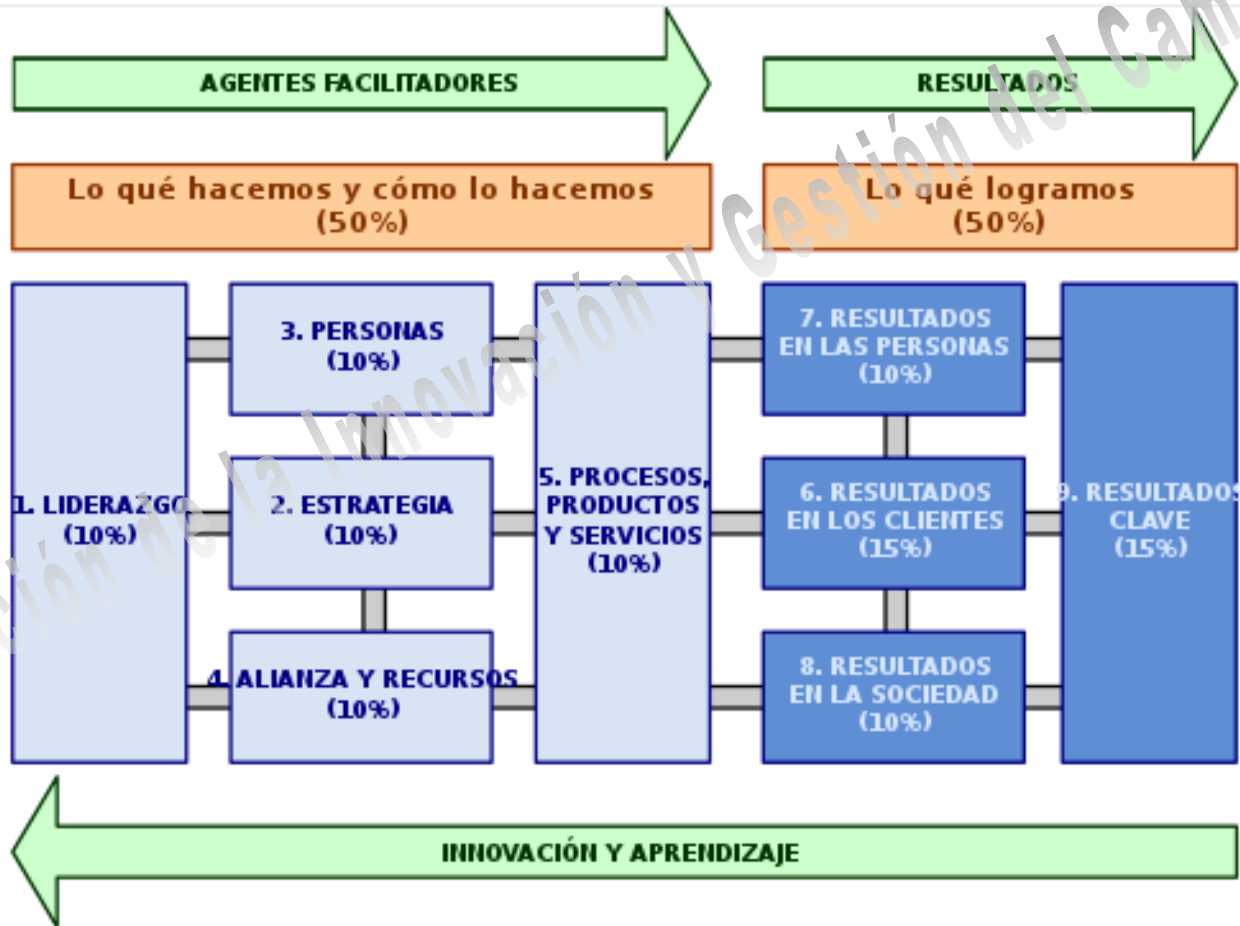 AGENTES FACILITADORES
RESULTADOS
Lo qué hacemos y cómo lo hacemos
(50%)
Lo qué logramos
(50%)
1. LIDERAZGO
(10%)
3. PERSONAS
(10%)
2. ESTRATEGIA
(10%)
4. ALIANZA Y RECURSOS
(10%)
5. PROCESOS,
PRODUCTOS
Y SERVICIOS
(10%)
7. RESULTADOS
EN LAS PERSONAS
(10%)
6. RESULTADOS
EN LOS CLIENTES
(15%)
8. RESULTADOS
EN LA SOCIEDAD
(10%)
9. RESULTADOS
CLAVE
(15%)
INNOVACIÓN Y APRENDIZAJE
de la Innovación y Gestión del